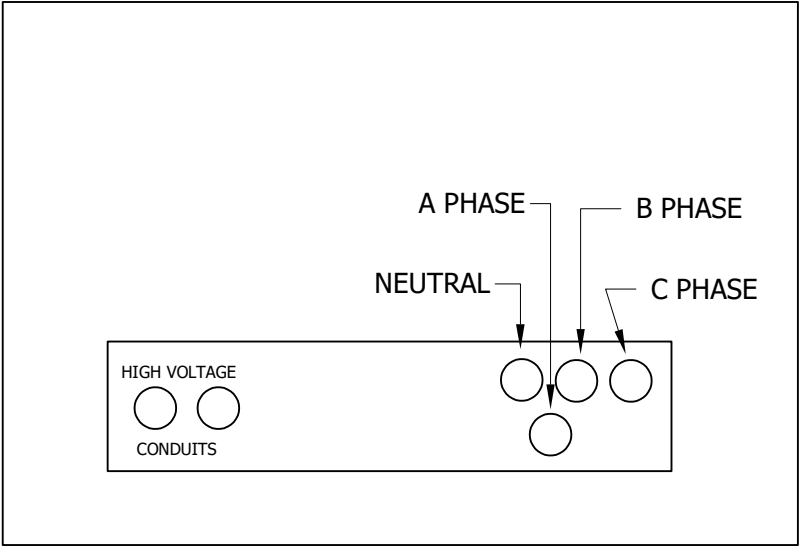 A PHASE
B PHASE
NEUTRAL
C PHASE
HIGH VOLTAGE
CONDUITS